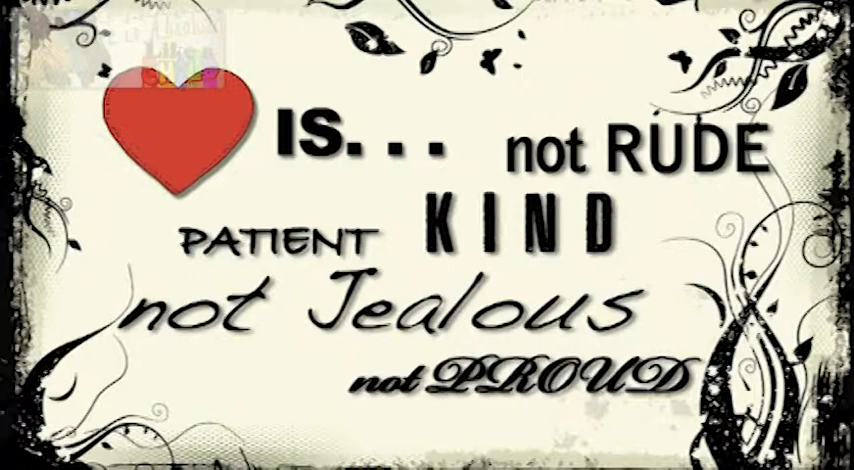 IS... not RUDE
PATIENT KIND
not Jealous
not PROUD